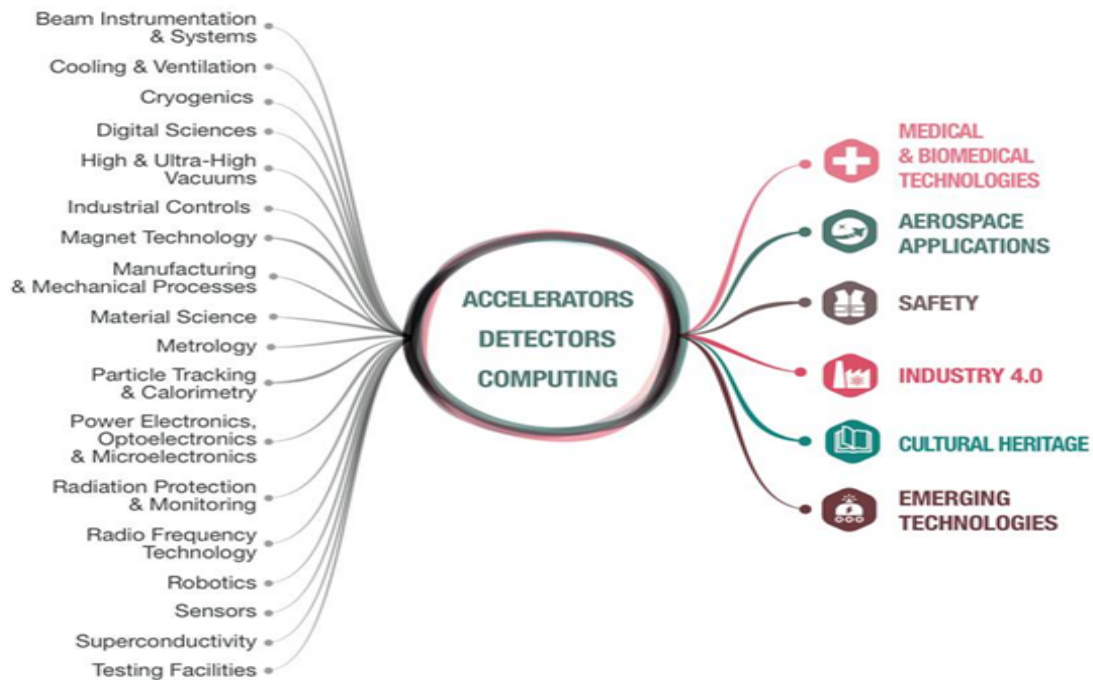 Beam Instrumentation
& Systems
Cooling & Ventilation
Cryogenics
Digital Sciences
High & Ultra-High
Vacuums
Industrial Controls
Magnet Technology
Manufacturing
& Mechanical Processes
Material Science
Metrology
Particle Tracking
& Calorimetry
Power Electronics,
Optoelectronics
& Microelectronics
Radiation Protection
& Monitoring
Radio Frequency
Technology
Robotics
Sensors
Superconductivity
Testing Facilities
ACCELERATORS
DETECTORS
COMPUTING
MEDICAL
& BIOMEDICAL
TECHNOLOGIES
AEROSPACE
APPLICATIONS
SAFETY
INDUSTRY 4.0
CULTURAL HERITAGE
EMERGING
TECHNOLOGIES